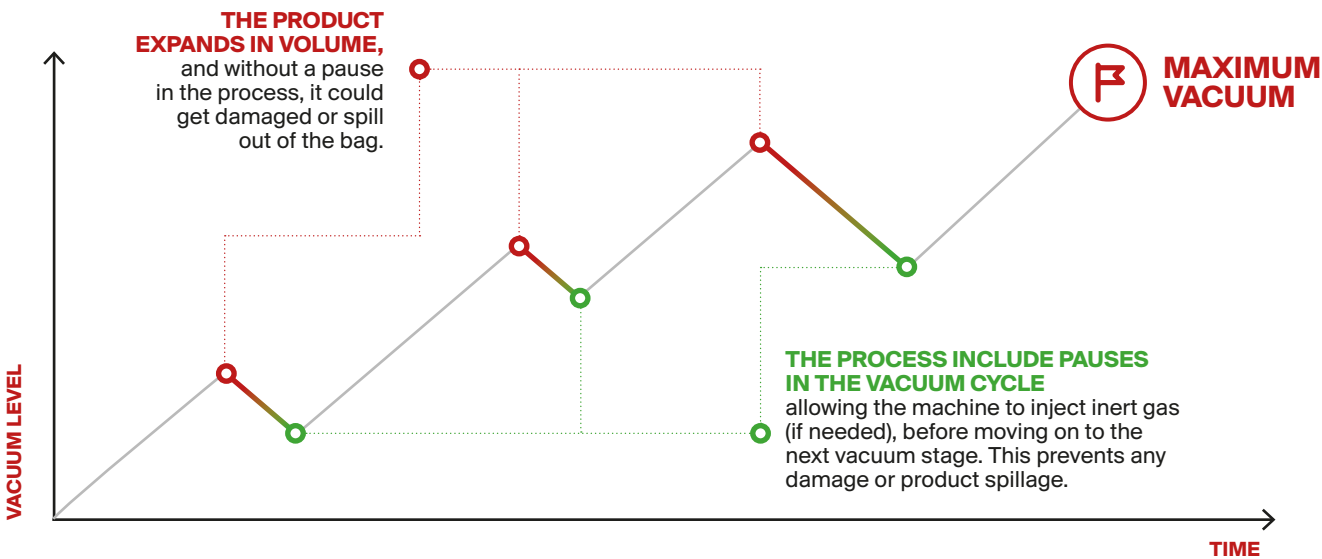 THE PRODUCT
EXPANDS IN VOLUME,
and without a pause
in the process, it could
get damaged or spill
out of the bag.
MAXIMUM
VACUUM
THE PROCESS INCLUDE PAUSES
IN THE VACUUM CYCLE
allowing the machine to inject inert gas
(if needed), before moving on to the
next vacuum stage. This prevents any
damage or product spillage.
VACUUM LEVEL
TIME